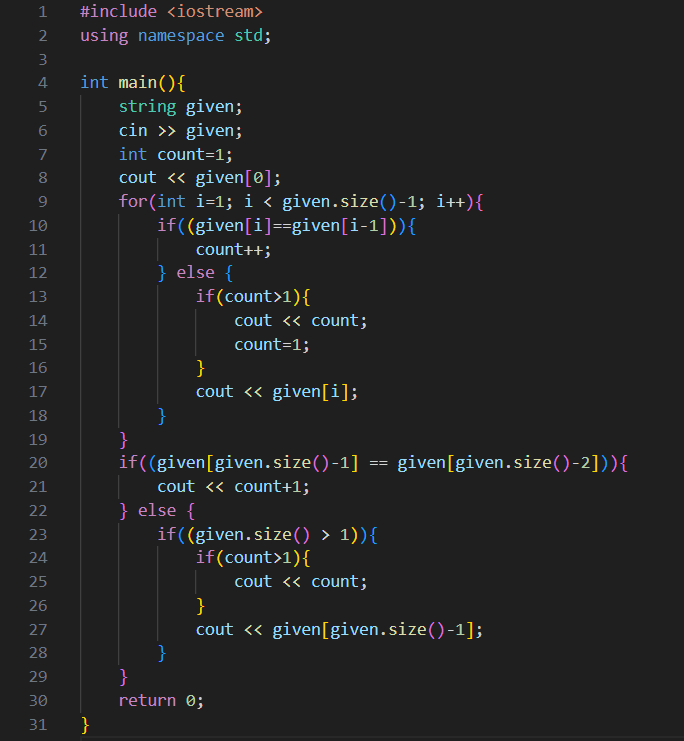 1 #include <iostream>
2 using namespace std;
3
4 int main(){
5     string given;
6     cin >> given;
7     int count=1;
8     cout << given[0];
9     for(int i=1; i < given.size()-1; i++){
10         if((given[i]==given[i-1])){
11             count++;
12         } else {
13             if(count>1){
14                 cout << count;
15                 count=1;
16             }
17             cout << given[i];
18         }
19     }
20     if((given[given.size()-1] == given[given.size()-2])){
21         cout << count+1;
22     } else {
23         if((given.size() > 1)){
24             if(count>1){
25                 cout << count;
26             }
27             cout << given[given.size()-1];
28         }
29     }
30     return 0;
31 }